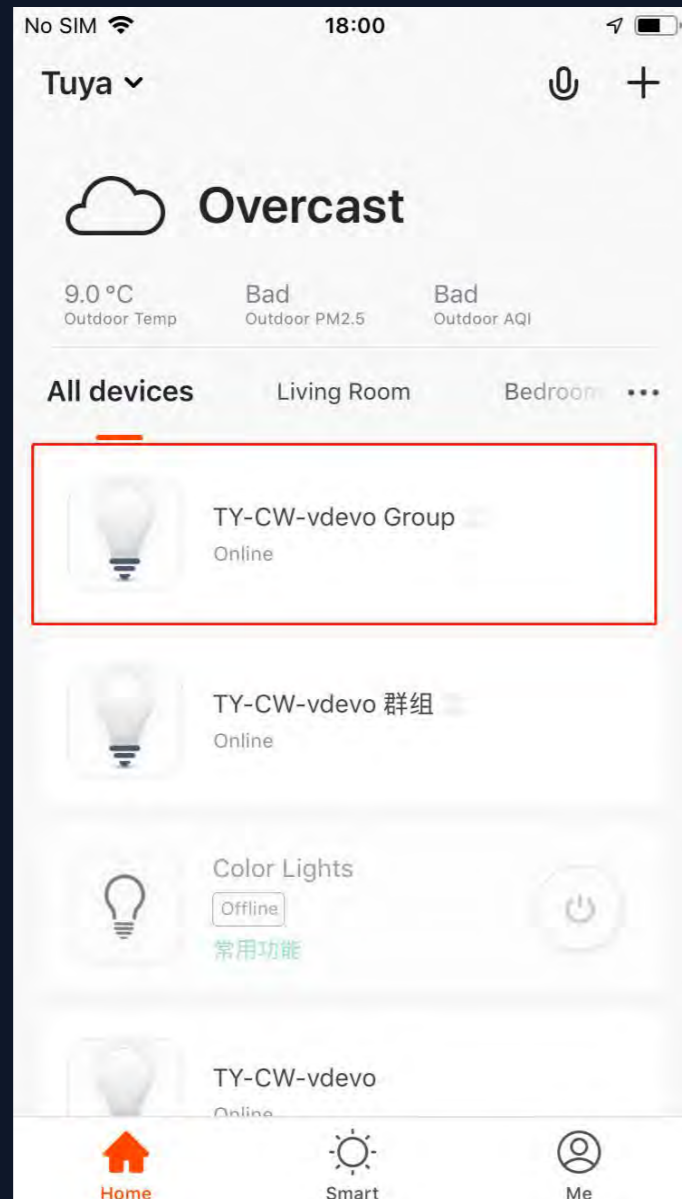 No SIM 18:00
Tuya
Overcast
9.0 °C Bad Bad
Outdoor Temp Outdoor PM2.5 Outdoor AQI
All devices Living Room Bedroom
TY-CW-vdevo Group
Online
TY-CW-vdevo 群组
Online
Color Lights
Offline
常用功能
TY-CW-vdevo
Online
Home Smart Me